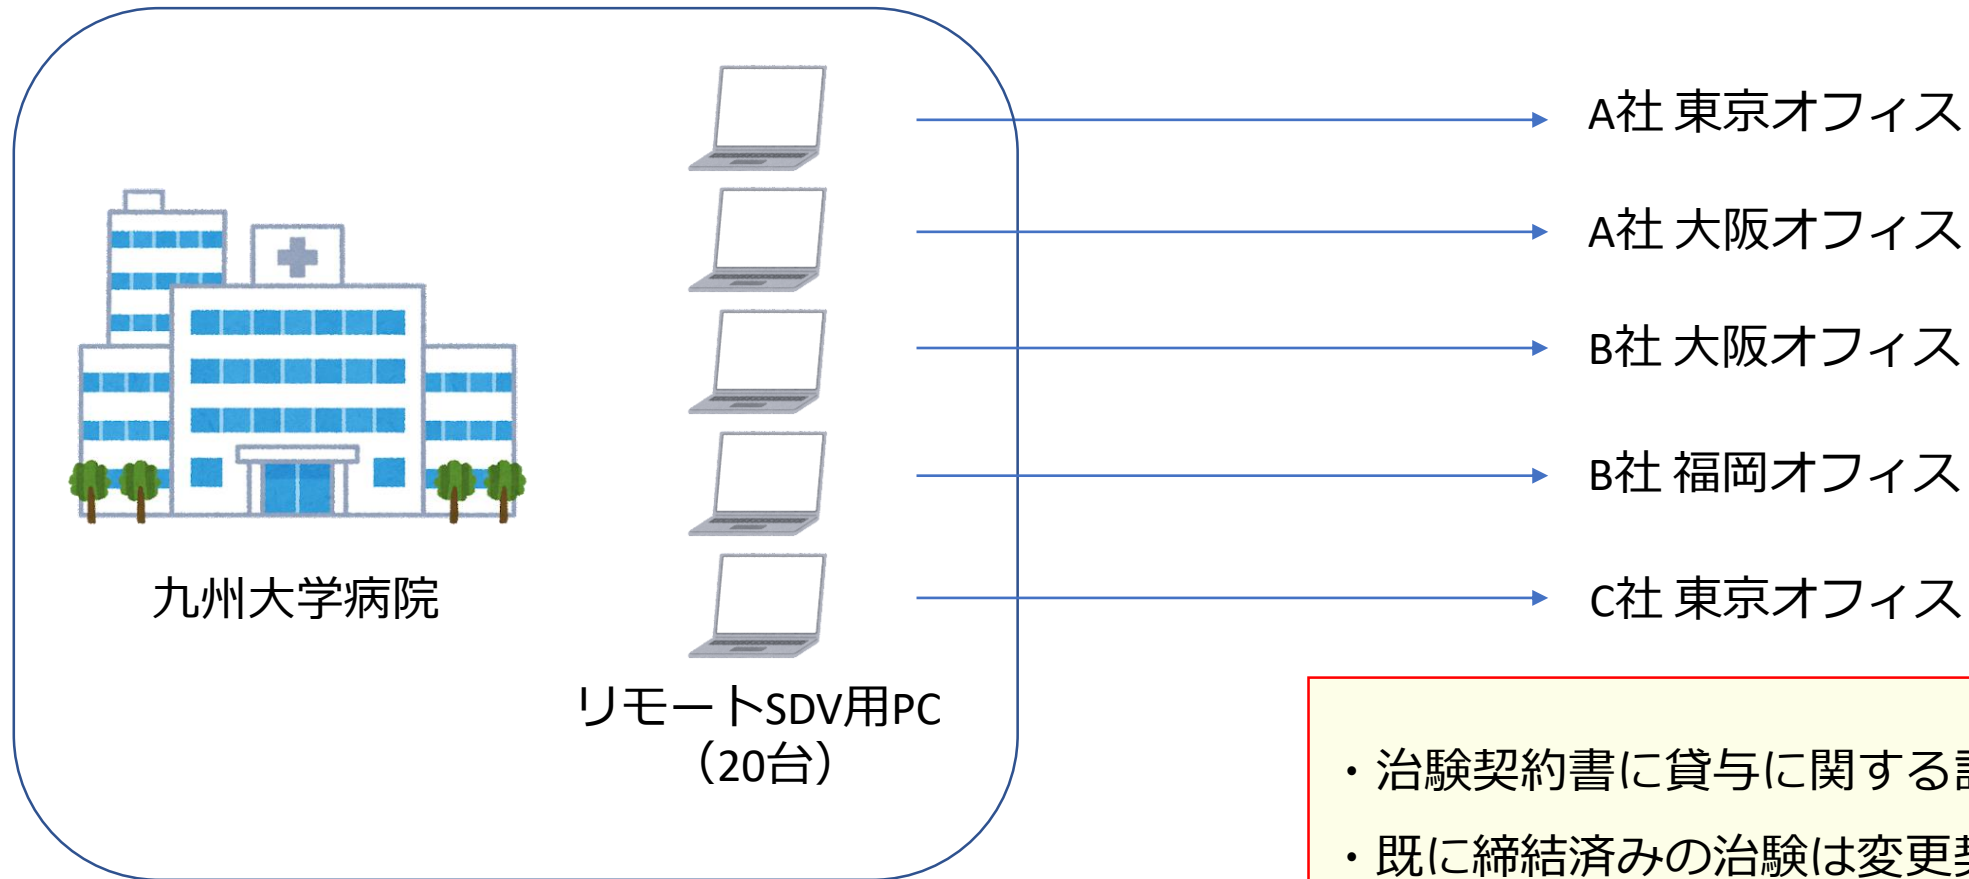 A社 東京オフィス
A社 大阪オフィス
B社 大阪オフィス
B社 福岡オフィス
C社 東京オフィス
九州大学病院
リモートSDV用PC
（20台）
・治験契約書に貸与に関する
・既に締結済みの治験は変更